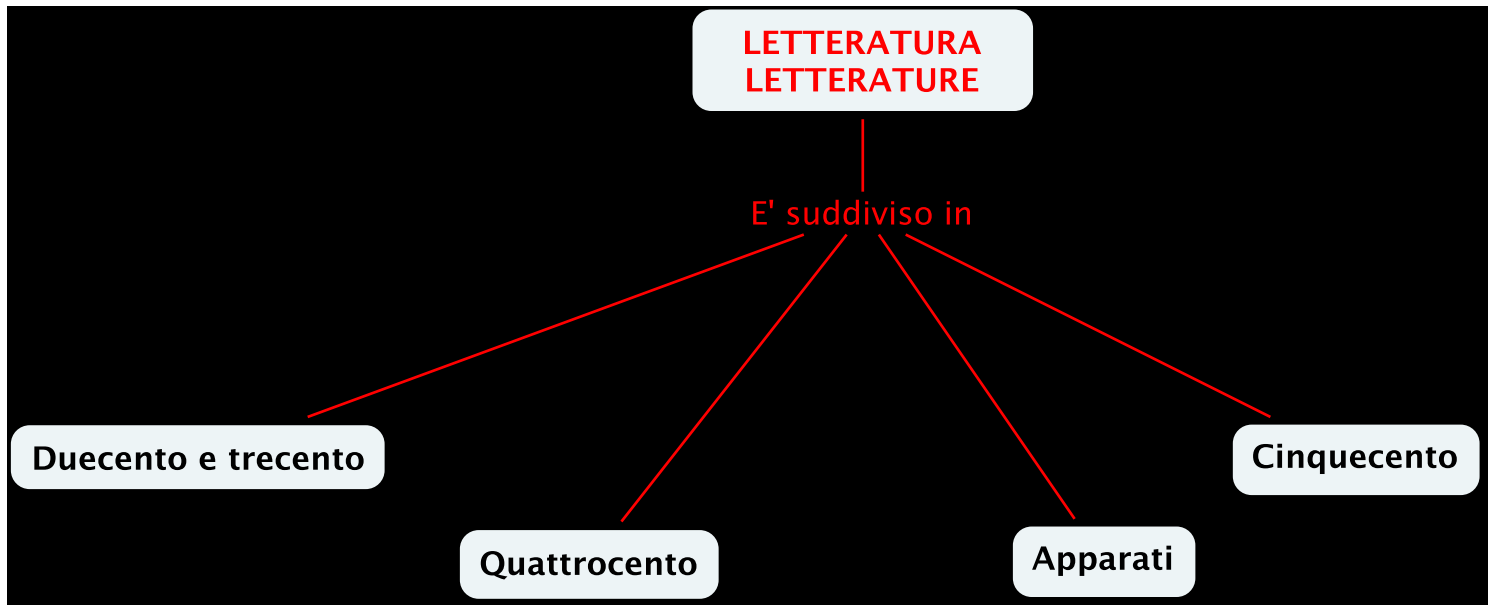 LETTERATURA
LETTERATURE
E' suddiviso in
Duecento e trecento
Cinquecento
Quattrocento
Apparati